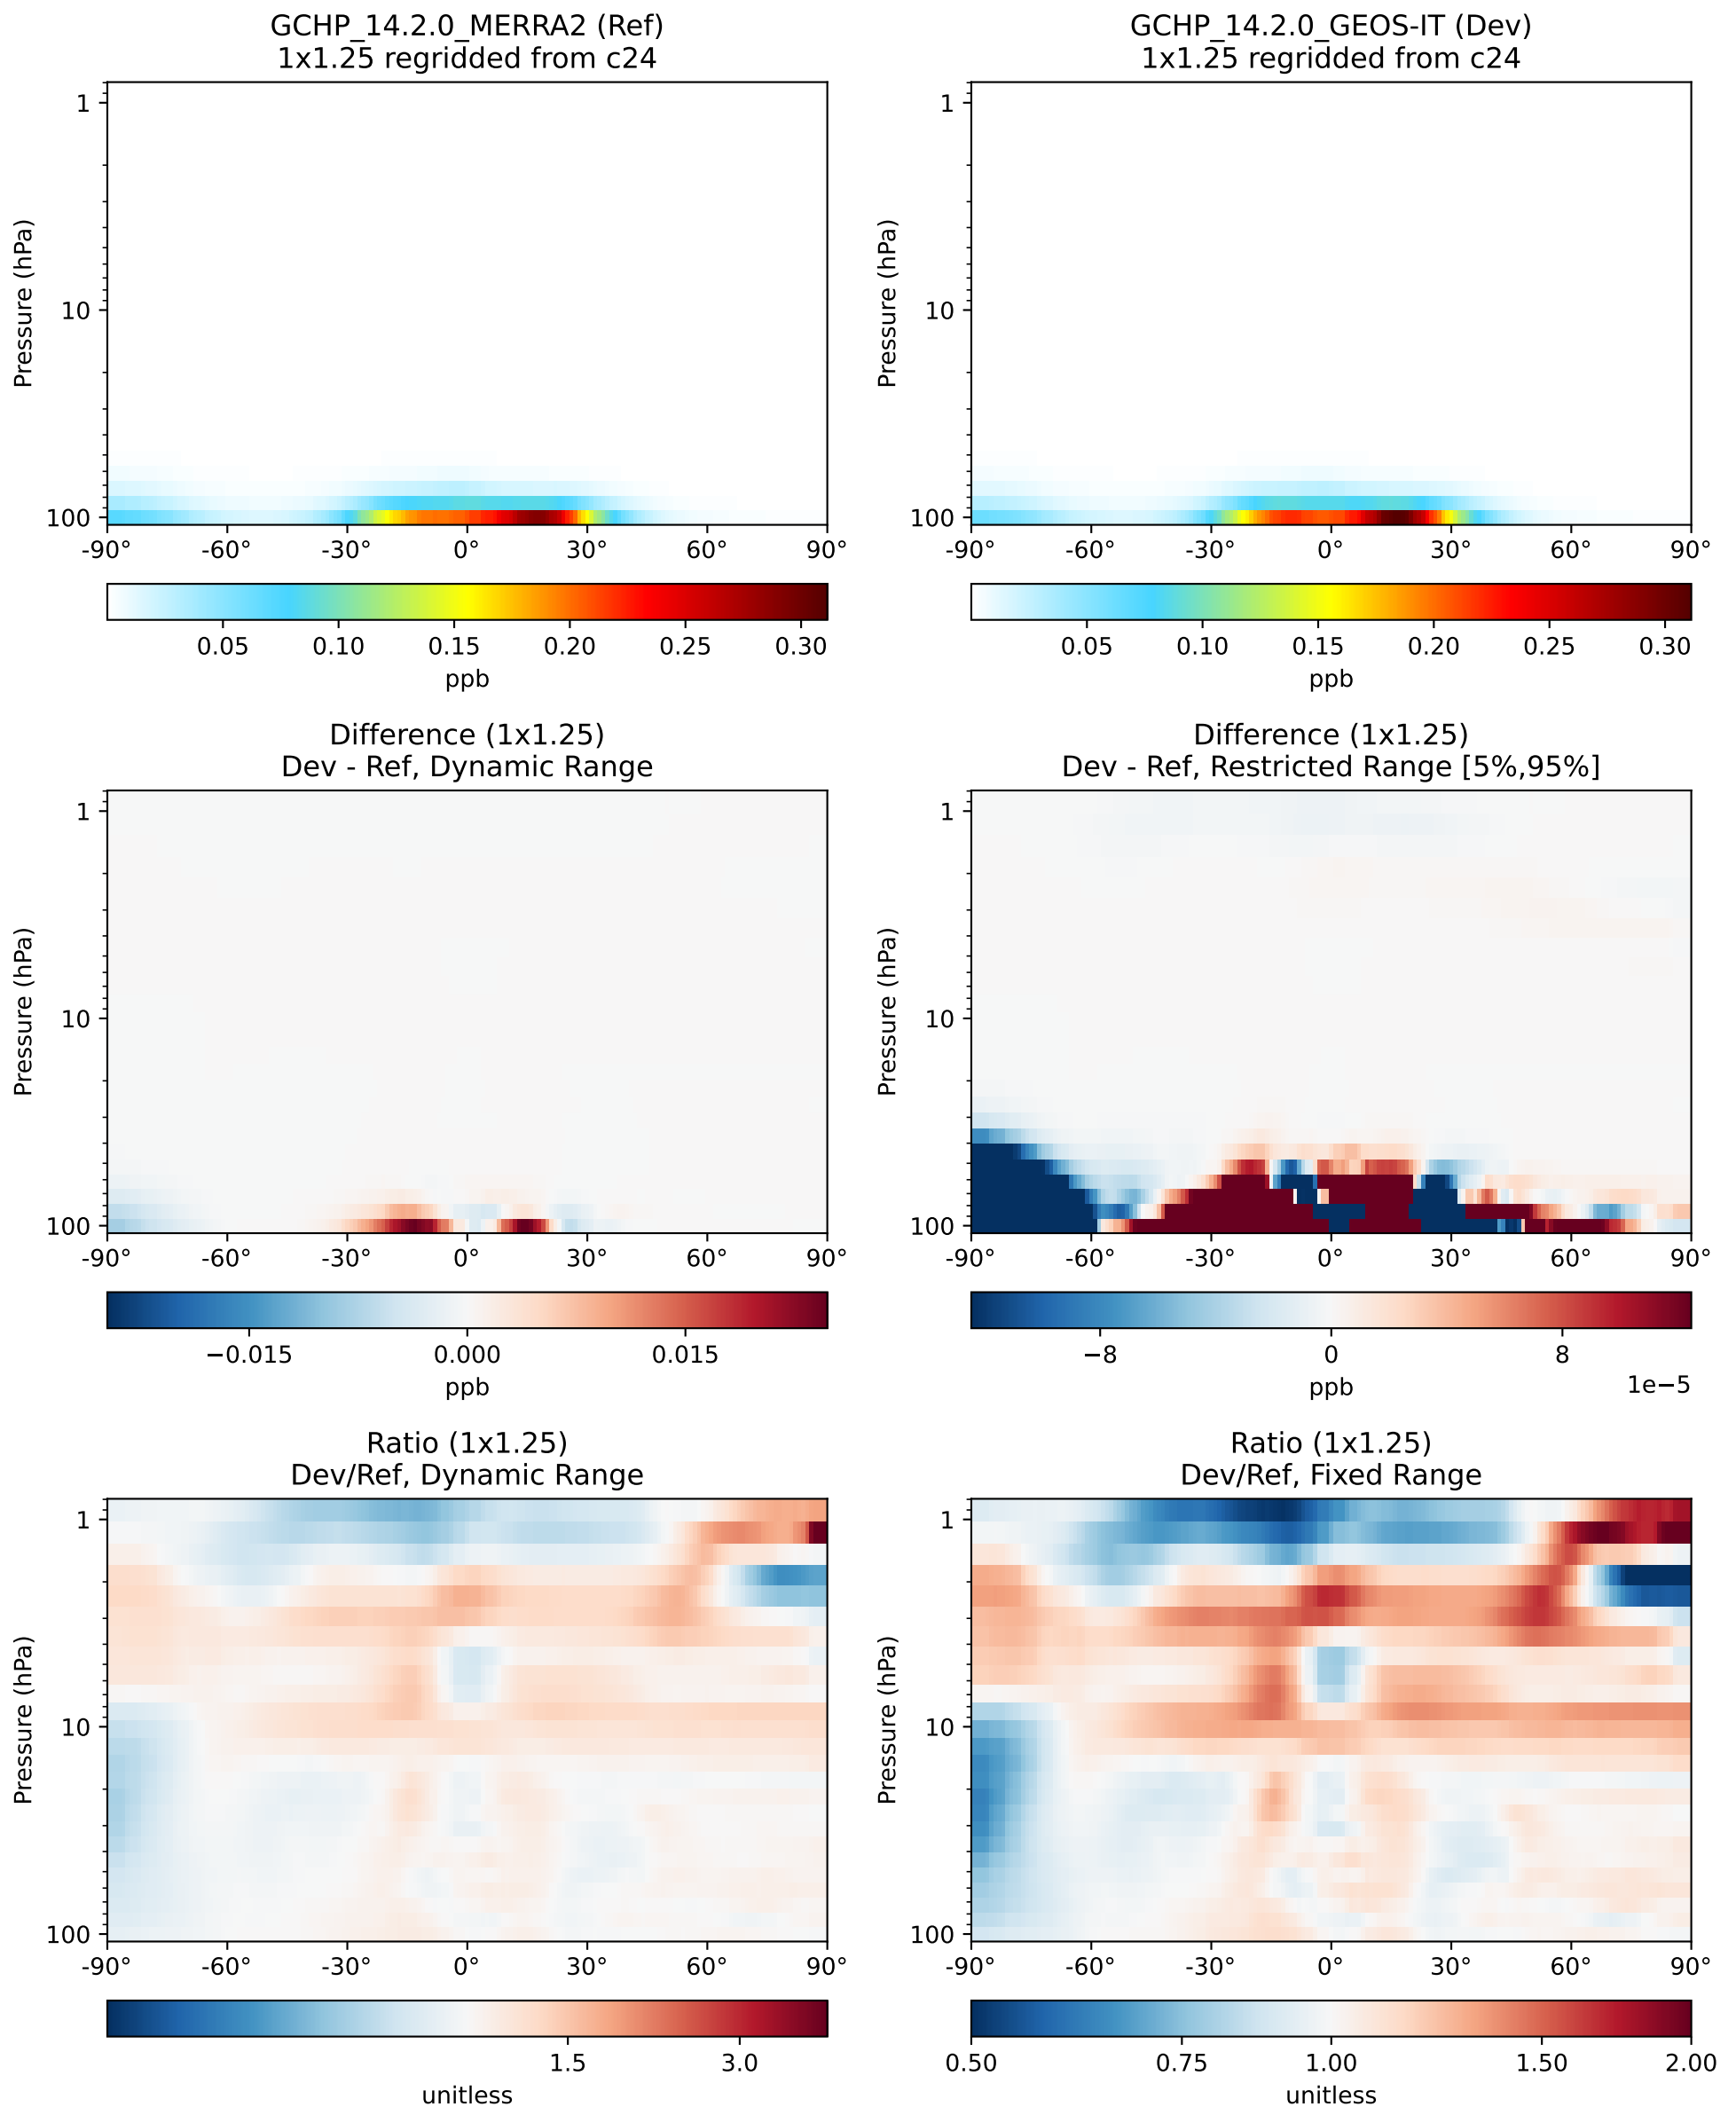 GCHP_14.2.0_MERRA2 (Ref)
1x1.25 regridded from c24
1
10
100
Pressure (hPa)
-90° -60° -30° 0° 30° 60° 90°
0.05 0.10 0.15 0.20 0.25 0.30
ppb
GCHP_14.2.0_GEOS-IT (Dev)
1x1.25 regridded from c24
1
10
100
Pressure (hPa)
-90° -60° -30° 0° 30° 60° 90°
0.05 0.10 0.15 0.20 0.25 0.30
ppb
Difference (1x1.25)
Dev - Ref, Dynamic Range
1
10
100
Pressure (hPa)
-90° -60° -30° 0° 30° 60° 90°
−0.015 0.000 0.015
ppb
Difference (1x1.25)
Dev - Ref, Restricted Range [5%,95%]
1
10
100
Pressure (hPa)
-90° -60° -30° 0° 30° 60° 90°
−8 0 8
1e−5
ppb
Ratio (1x1.25)
Dev/Ref, Dynamic Range
1
10
100
Pressure (hPa)
-90° -60° -30° 0° 30° 60° 90°
1.5 3.0
unitless
Ratio (1x1.25)
Dev/Ref, Fixed Range
1
10
100
Pressure (hPa)
-90° -60° -30° 0° 30° 60° 90°
0.50 0.75 1.00 1.50 2.00
unitless